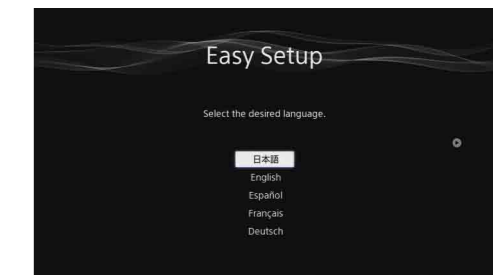 Easy Setup
Select the desired language.
日本語
English
Español
Français
Deutsch